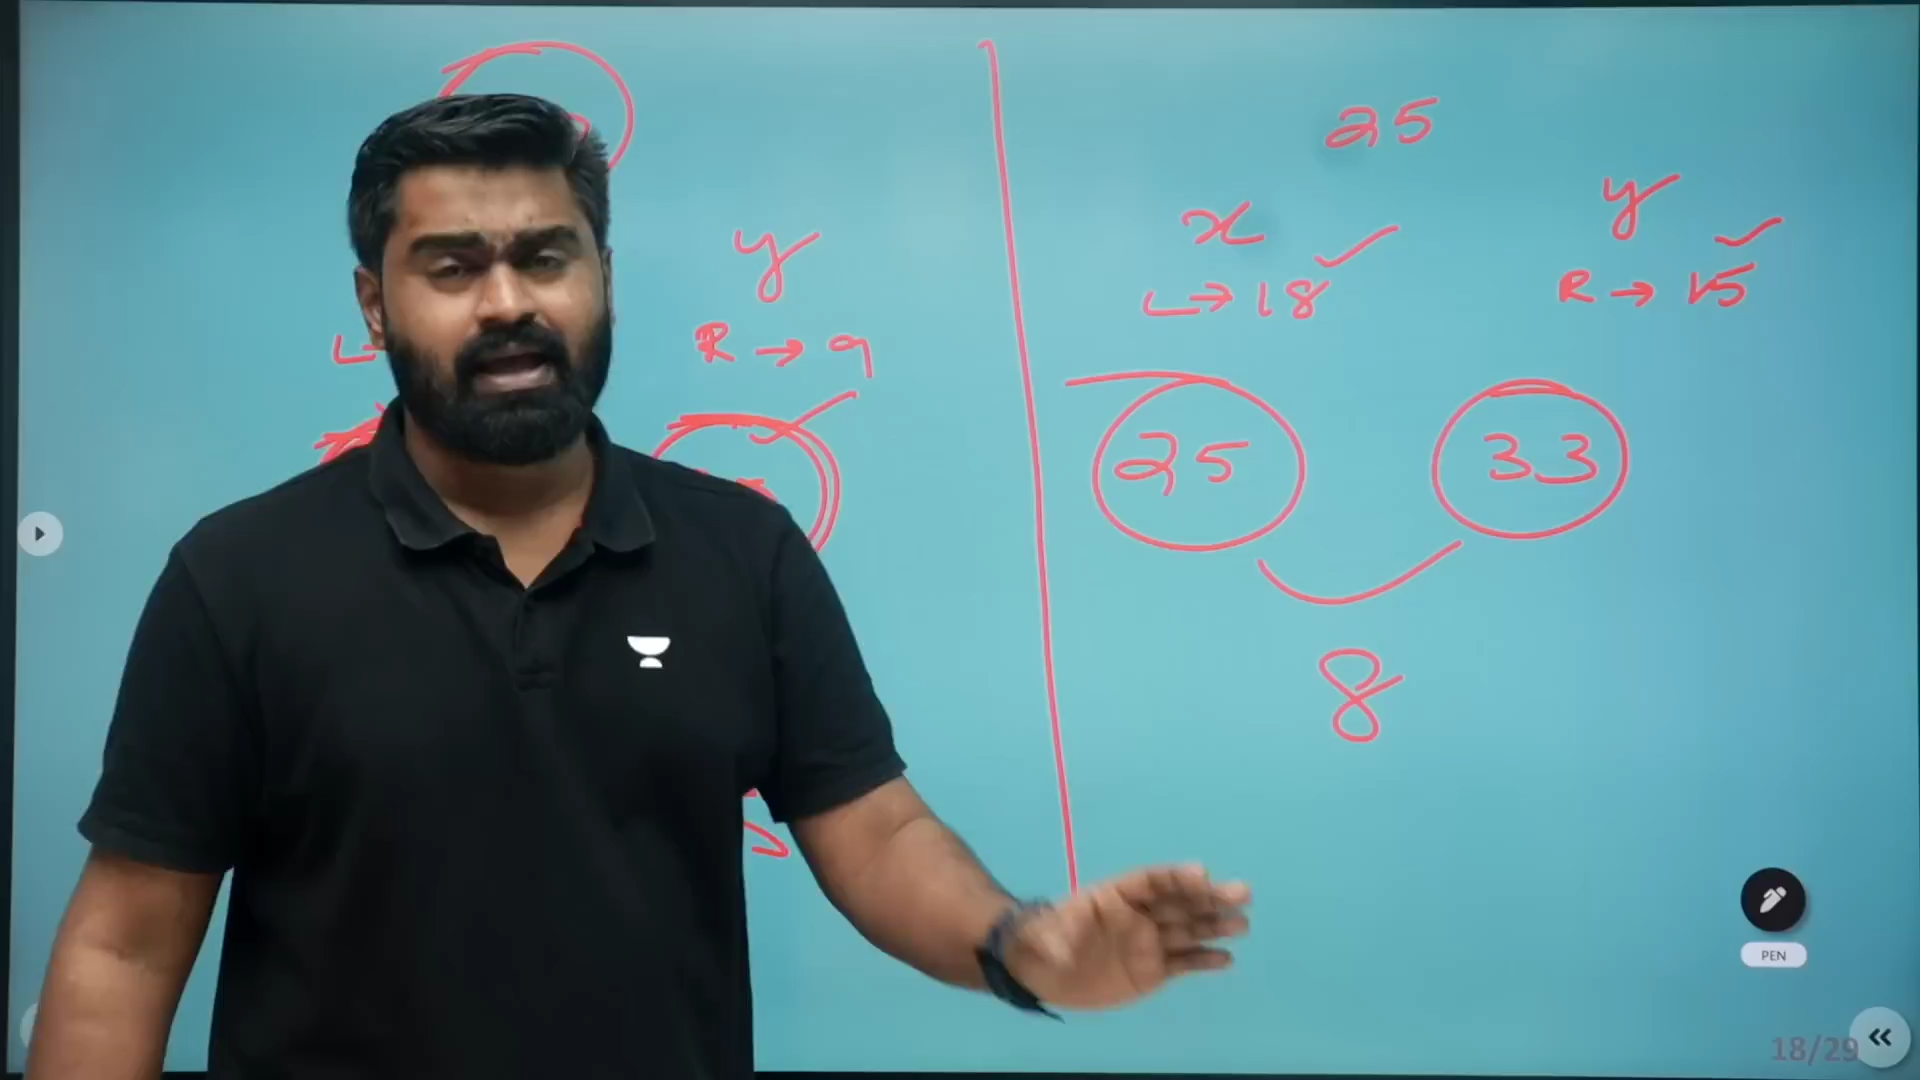 y
R → 9
25
x
L → 18 ✓
y
R → 15 ✓
25
33
8
PEN
18/29